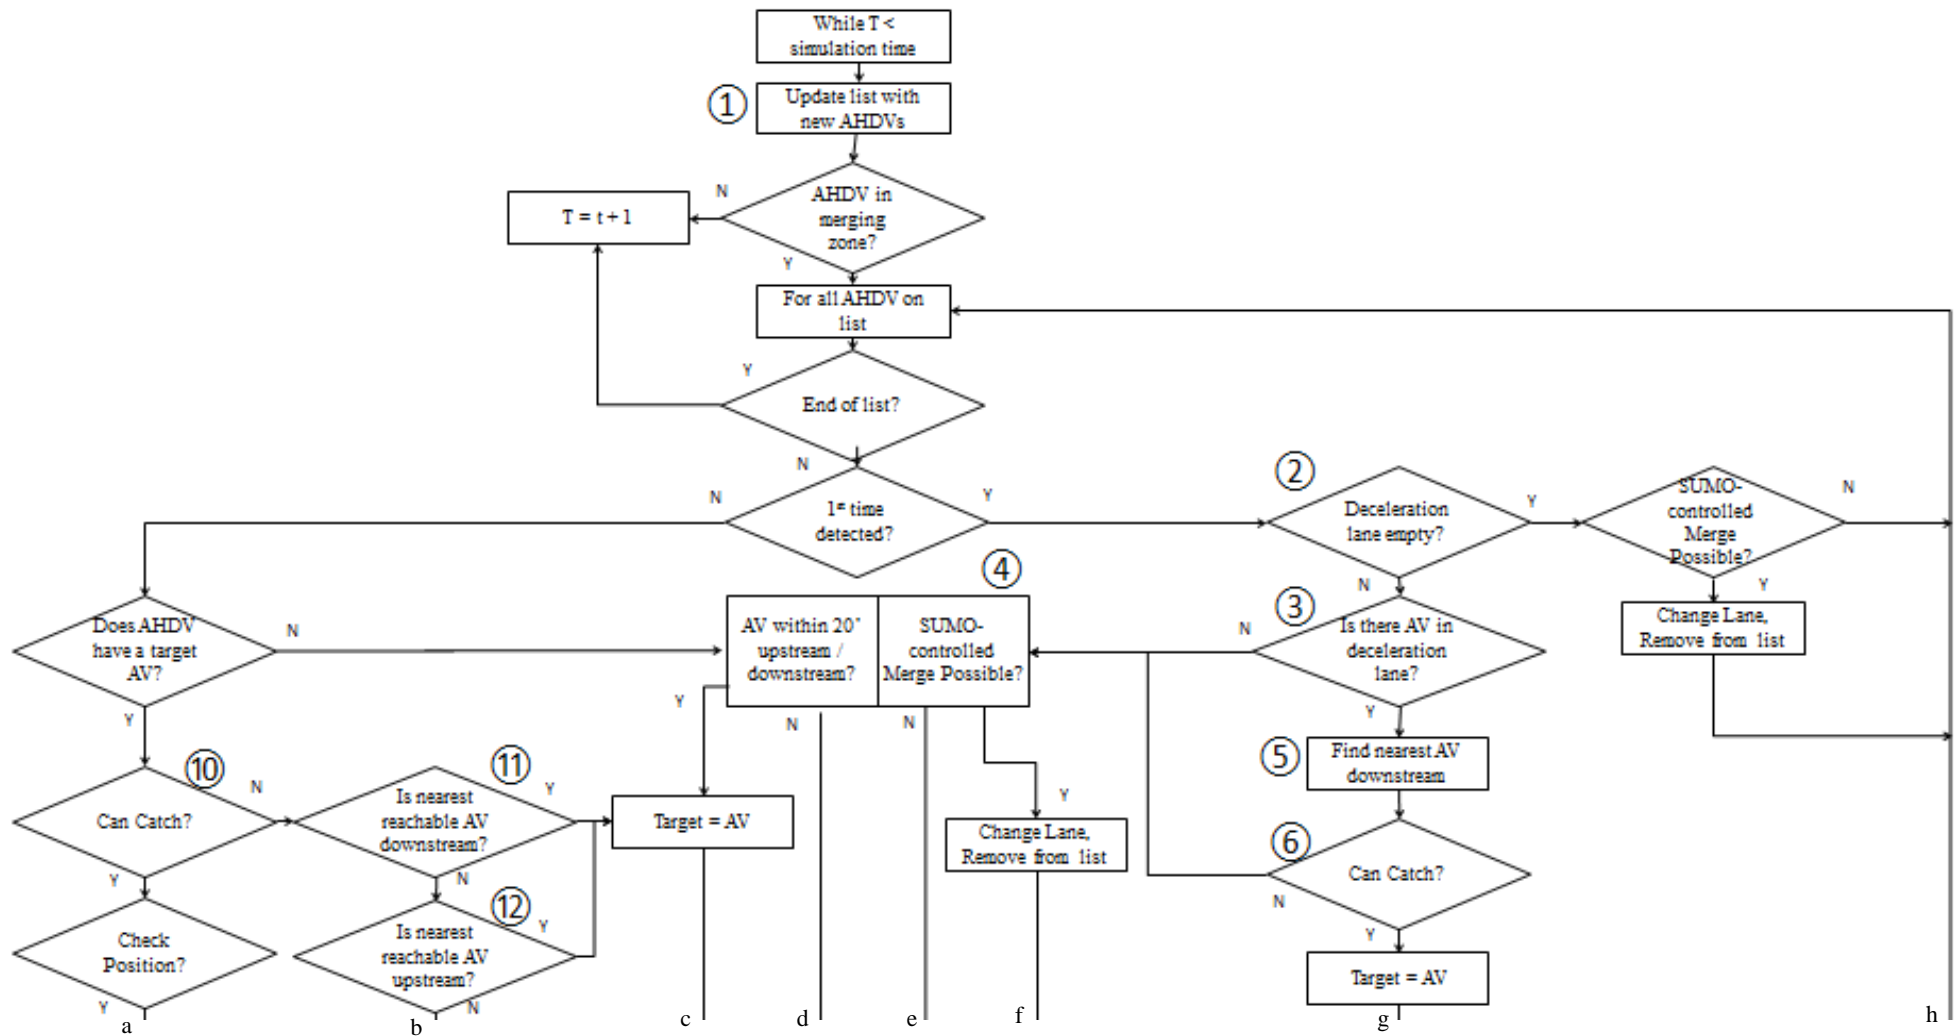 While T <
simulation time
①
Update list with
new AHDVs
N
AHDV in
merging
zone?
T = t + 1
Y
For all AHDV on
list
Y
End of list?
N
N
1st time
detected?
Y
②
Deceleration
lane empty?
Y
SUMO-
controlled
Merge
Possible?
N
N
Y
④
③
Does AHDV
have a target
AV?
N
AV within 20'
upstream /
downstream?
SUMO-
controlled
Merge Possible?
N
Is there AV in
deceleration
lane?
Change Lane,
Remove from list
Y
Y
N
N
Y
⑤
Find nearest AV
downstream
⑩
Can Catch?
N
⑪
Is nearest
reachable AV
downstream?
Y
Target = AV
Y
Change Lane,
Remove from list
⑥
Can Catch?
N
Y
N
⑫
Is nearest
reachable AV
upstream?
Y
Check
Position?
Y
Target = AV
Y
N
a
b
c
d
e
f
g
h